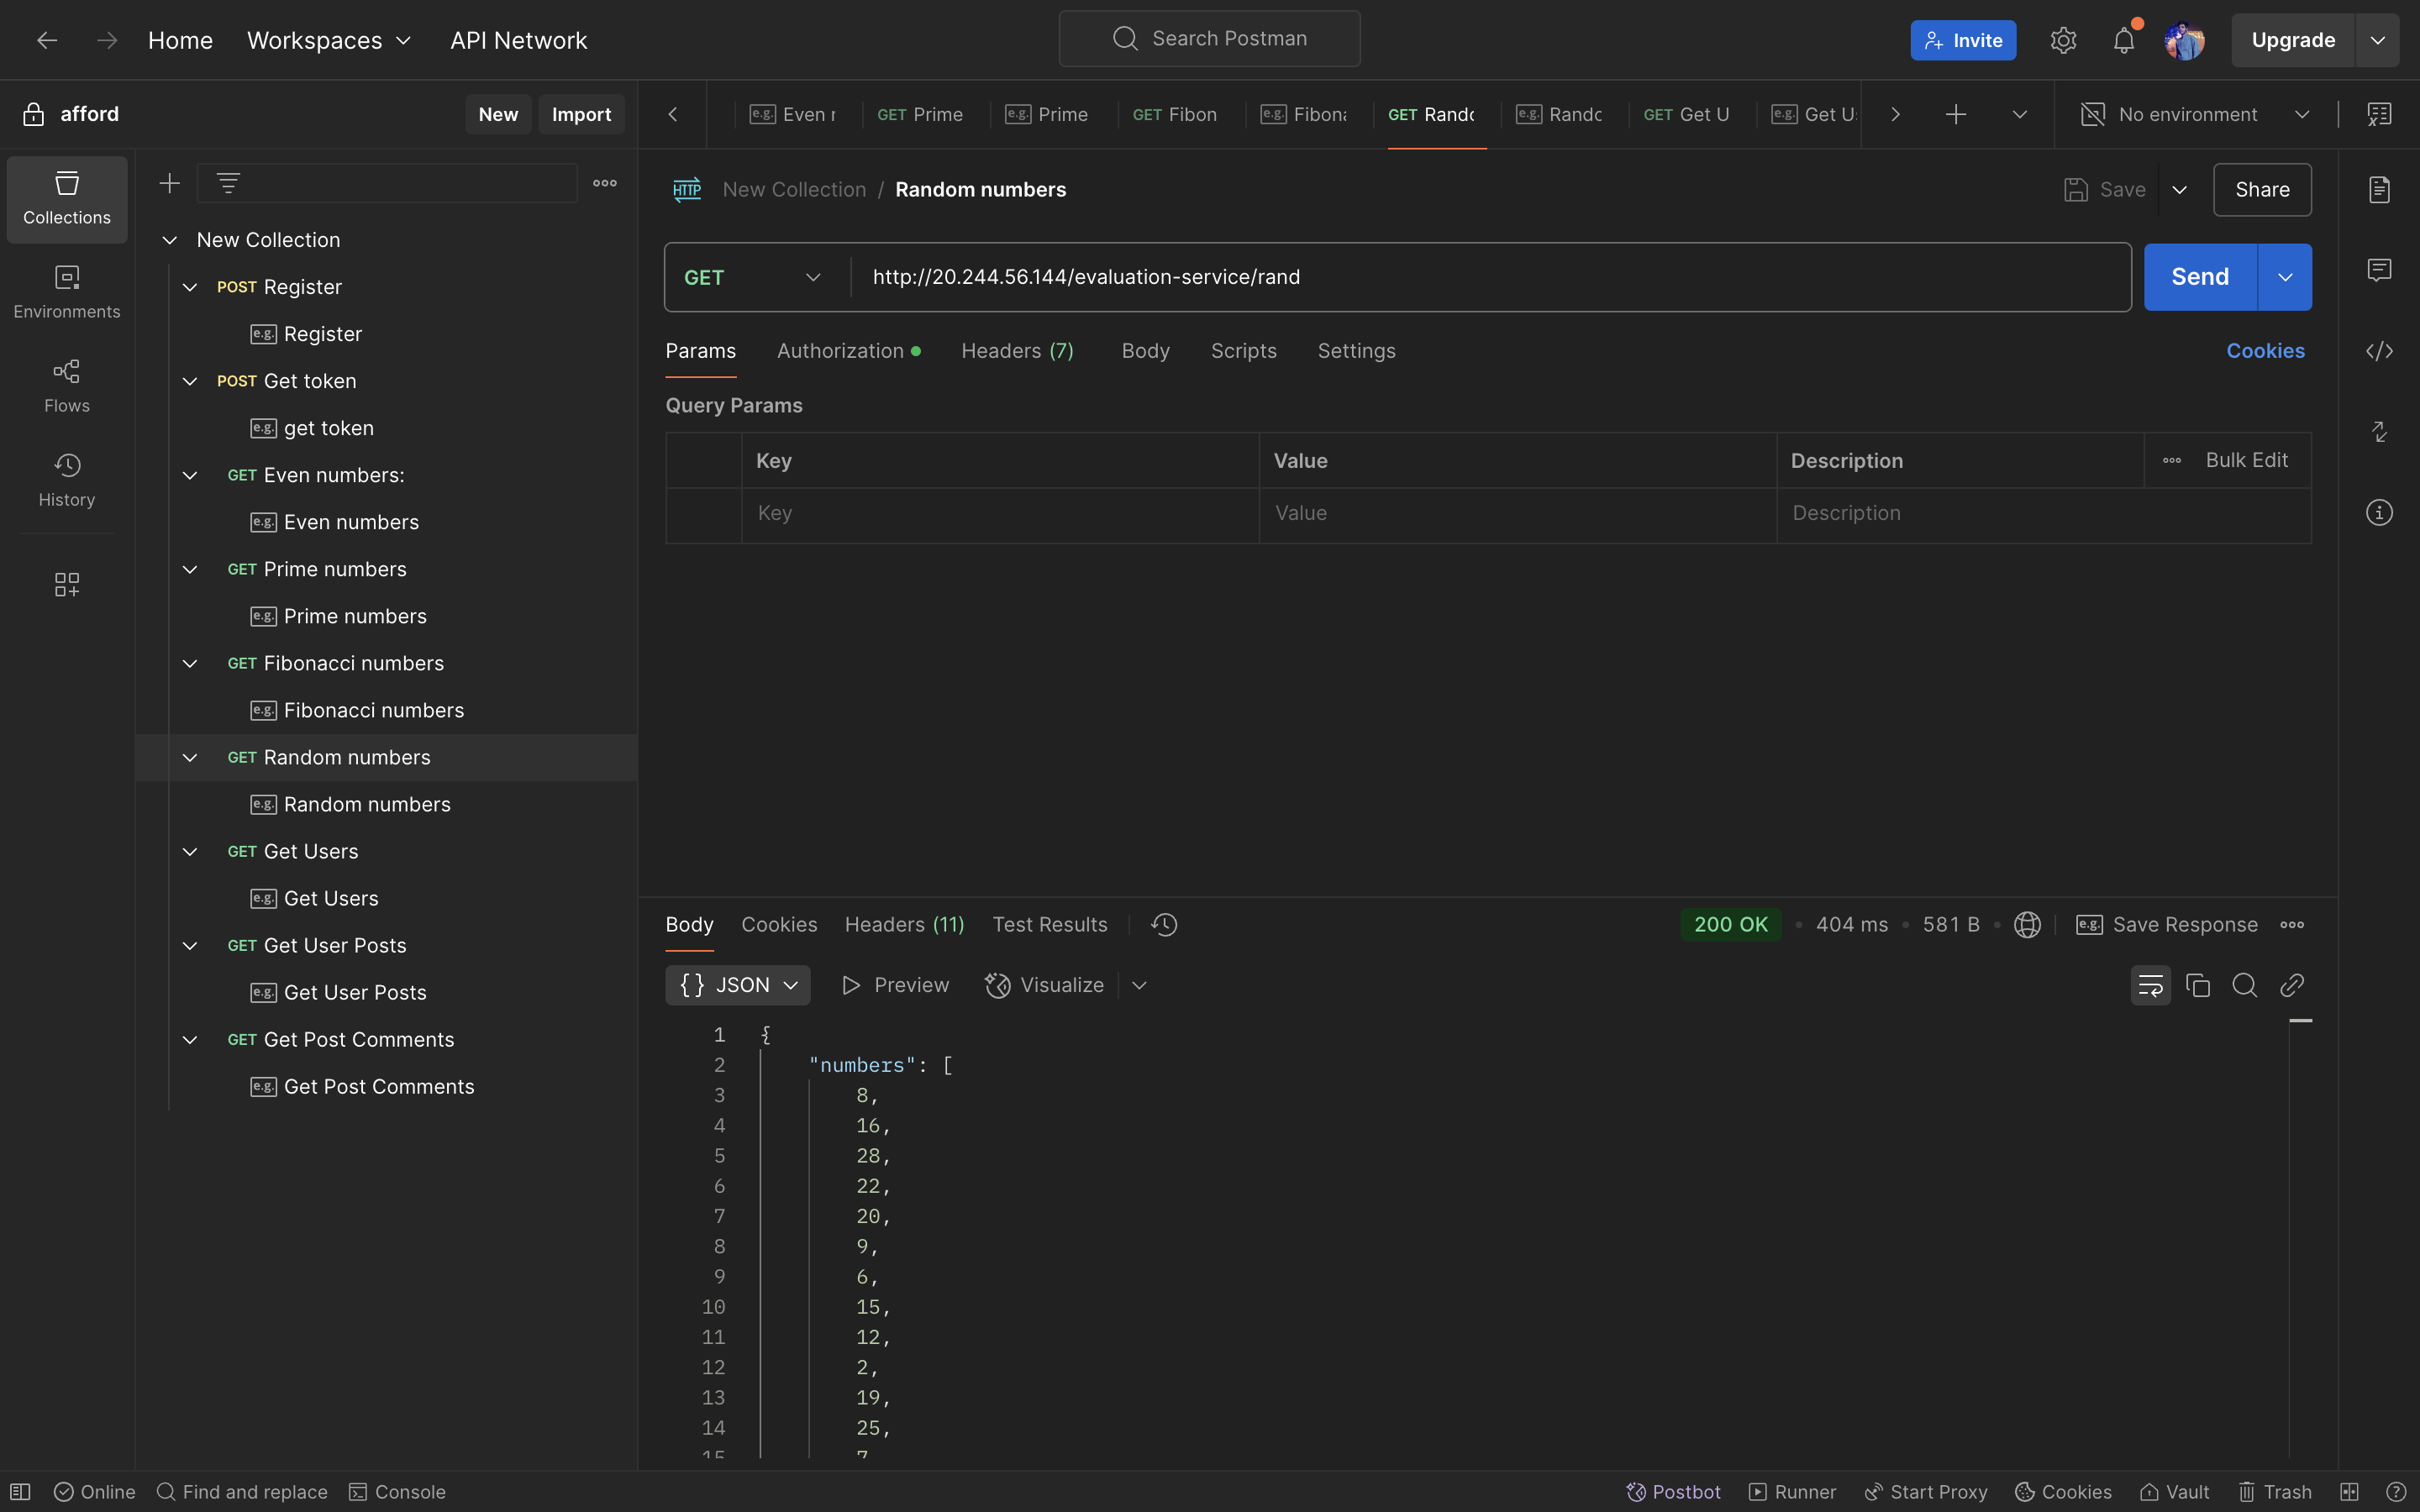 Home Workspaces API Network Search Postman Invite Upgrade
afford New Import
e.g. Even GET Prime e.g. Prime GET Fibon e.g. Fibona GET Rando e.g. Rando GET Get U e.g. Get Us No environment
Collections
Environments
Flows
History
New Collection
POST Register
e.g. Register
POST Get token
e.g. get token
GET Even numbers:
e.g. Even numbers
GET Prime numbers
e.g. Prime numbers
GET Fibonacci numbers
e.g. Fibonacci numbers
GET Random numbers
e.g. Random numbers
GET Get Users
e.g. Get Users
GET Get User Posts
e.g. Get User Posts
GET Get Post Comments
e.g. Get Post Comments
HTTP New Collection / Random numbers Save Share
GET http://20.244.56.144/evaluation-service/rand Send
Params Authorization Headers (7) Body Scripts Settings Cookies
Query Params
Key Value Description Bulk Edit
Key Value Description
Body Cookies Headers (11) Test Results 200 OK • 404 ms • 581 B • e.g. Save Response
{} JSON Preview Visualize
1 {
2 "numbers": [
3 8,
4 16,
5 28,
6 22,
7 20,
8 9,
9 6,
10 15,
11 12,
12 2,
13 19,
14 25,
15 7
Online Find and replace Console Postbot Runner Start Proxy Cookies Vault Trash